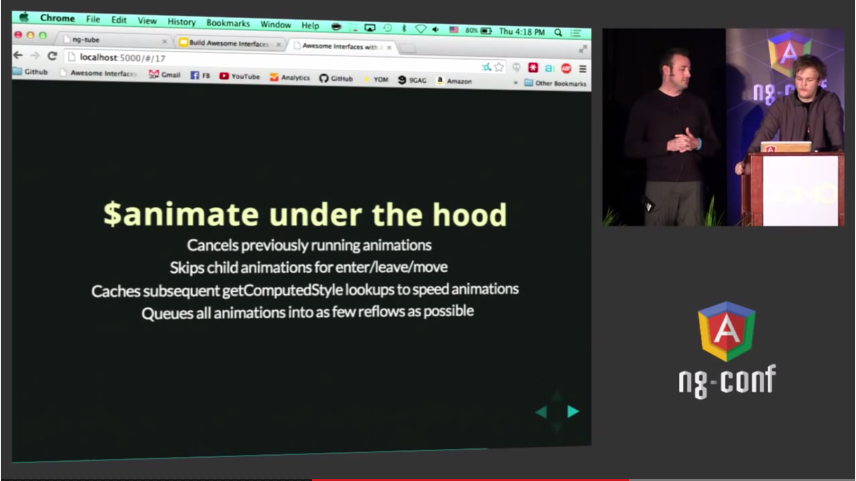 Chrome File Edit View History Bookmarks Window Help 80% Thu 4:18 PM
ng-tube
Build Awesome Interfaces
Awesome Interfaces with
localhost:5000/#/17
Github Awesome Interfaces Gmail FB YouTube Analytics GitHub YOM 9GAG Amazon
Other Bookmarks
$animate under the hood
Cancels previously running animations
Skips child animations for enter/leave/move
Caches subsequent getComputedStyle lookups to speed animations
Queues all animations into as few reflows as possible
A
ng-conf